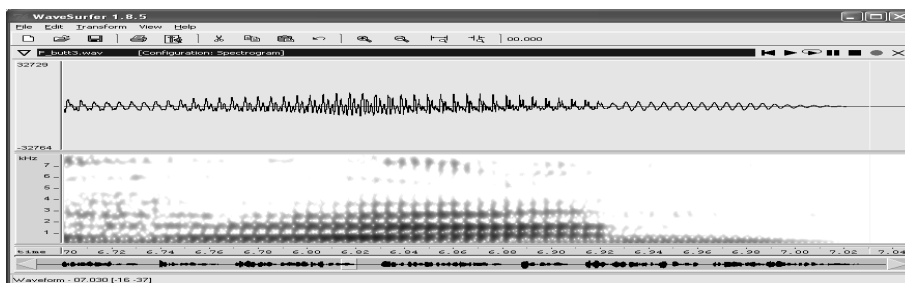 WaveSurfer 1.8.5
File Edit Transform View Help
00.000
F_butt3.wav [Configuration: Spectrogram]
32729
-32764
kHz
7
6
5
4
3
2
1
time .70 6.72 6.74 6.76 6.78 6.80 6.82 6.84 6.86 6.88 6.90 6.92 6.94 6.96 6.98 7.00 7.02 7.04
Waveform - 07.030 [-16 -37]